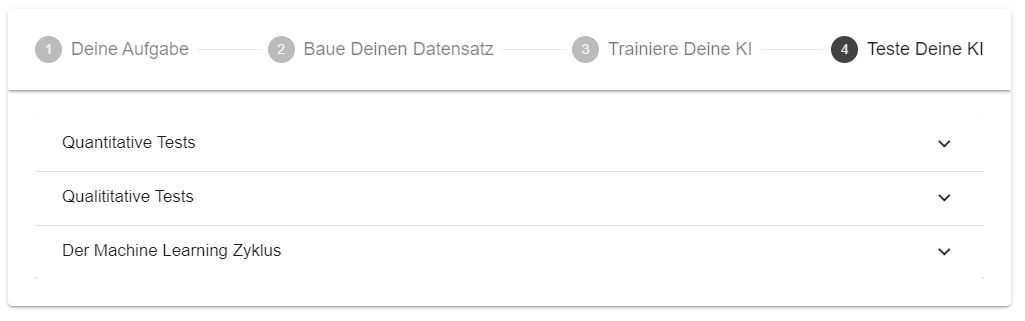 1 Deine Aufgabe 2 Baue Deinen Datensatz 3 Trainiere Deine KI 4 Teste Deine KI
Quantitative Tests
Qualititative Tests
Der Machine Learning Zyklus